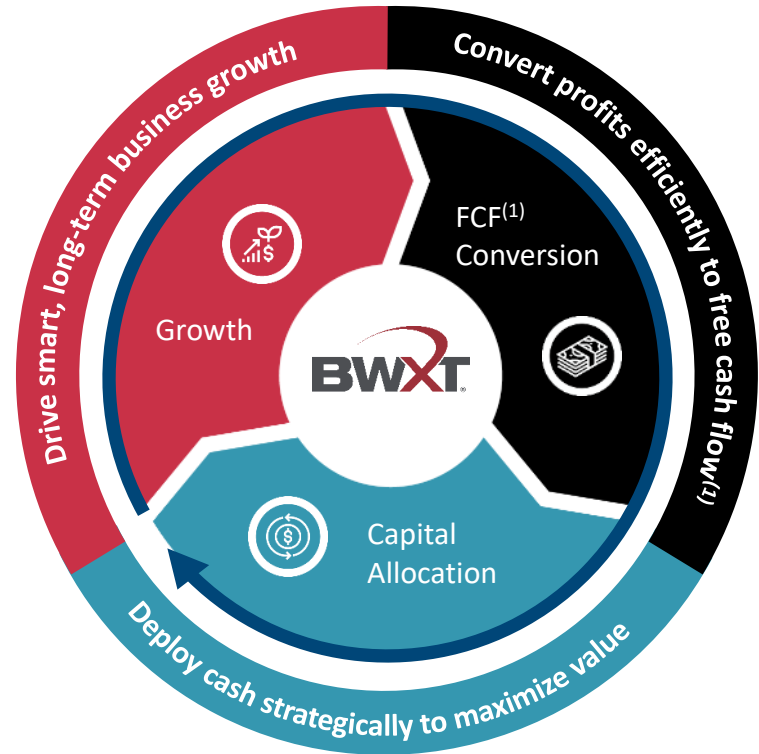 Drive smart, long-term business growth
Convert profits efficiently to free cash flow(1)
FCF(1)
Conversion
$
Growth
BWXT®
$
Capital
Allocation
Deploy cash strategically to maximize value